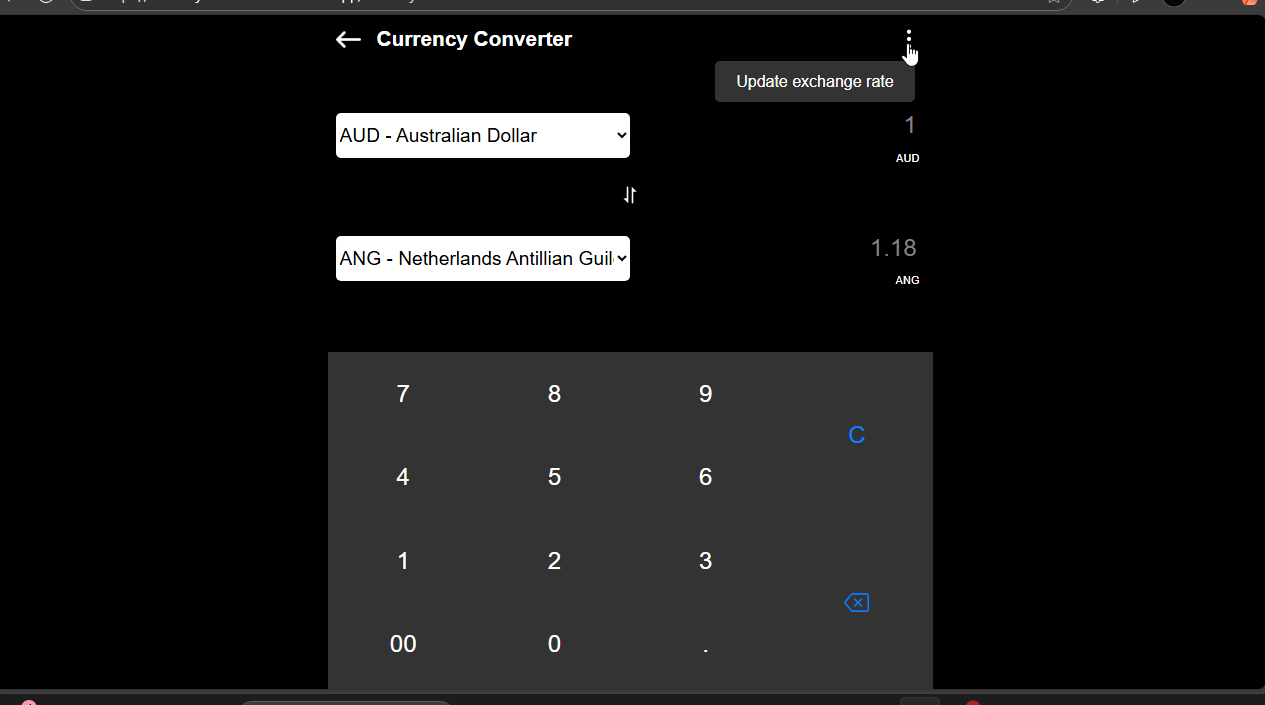 Currency Converter
Update exchange rate
AUD - Australian Dollar
1
AUD
ANG - Netherlands Antillian Guil
1.18
ANG
7 8 9
C
4 5 6
1 2 3
00 0 .